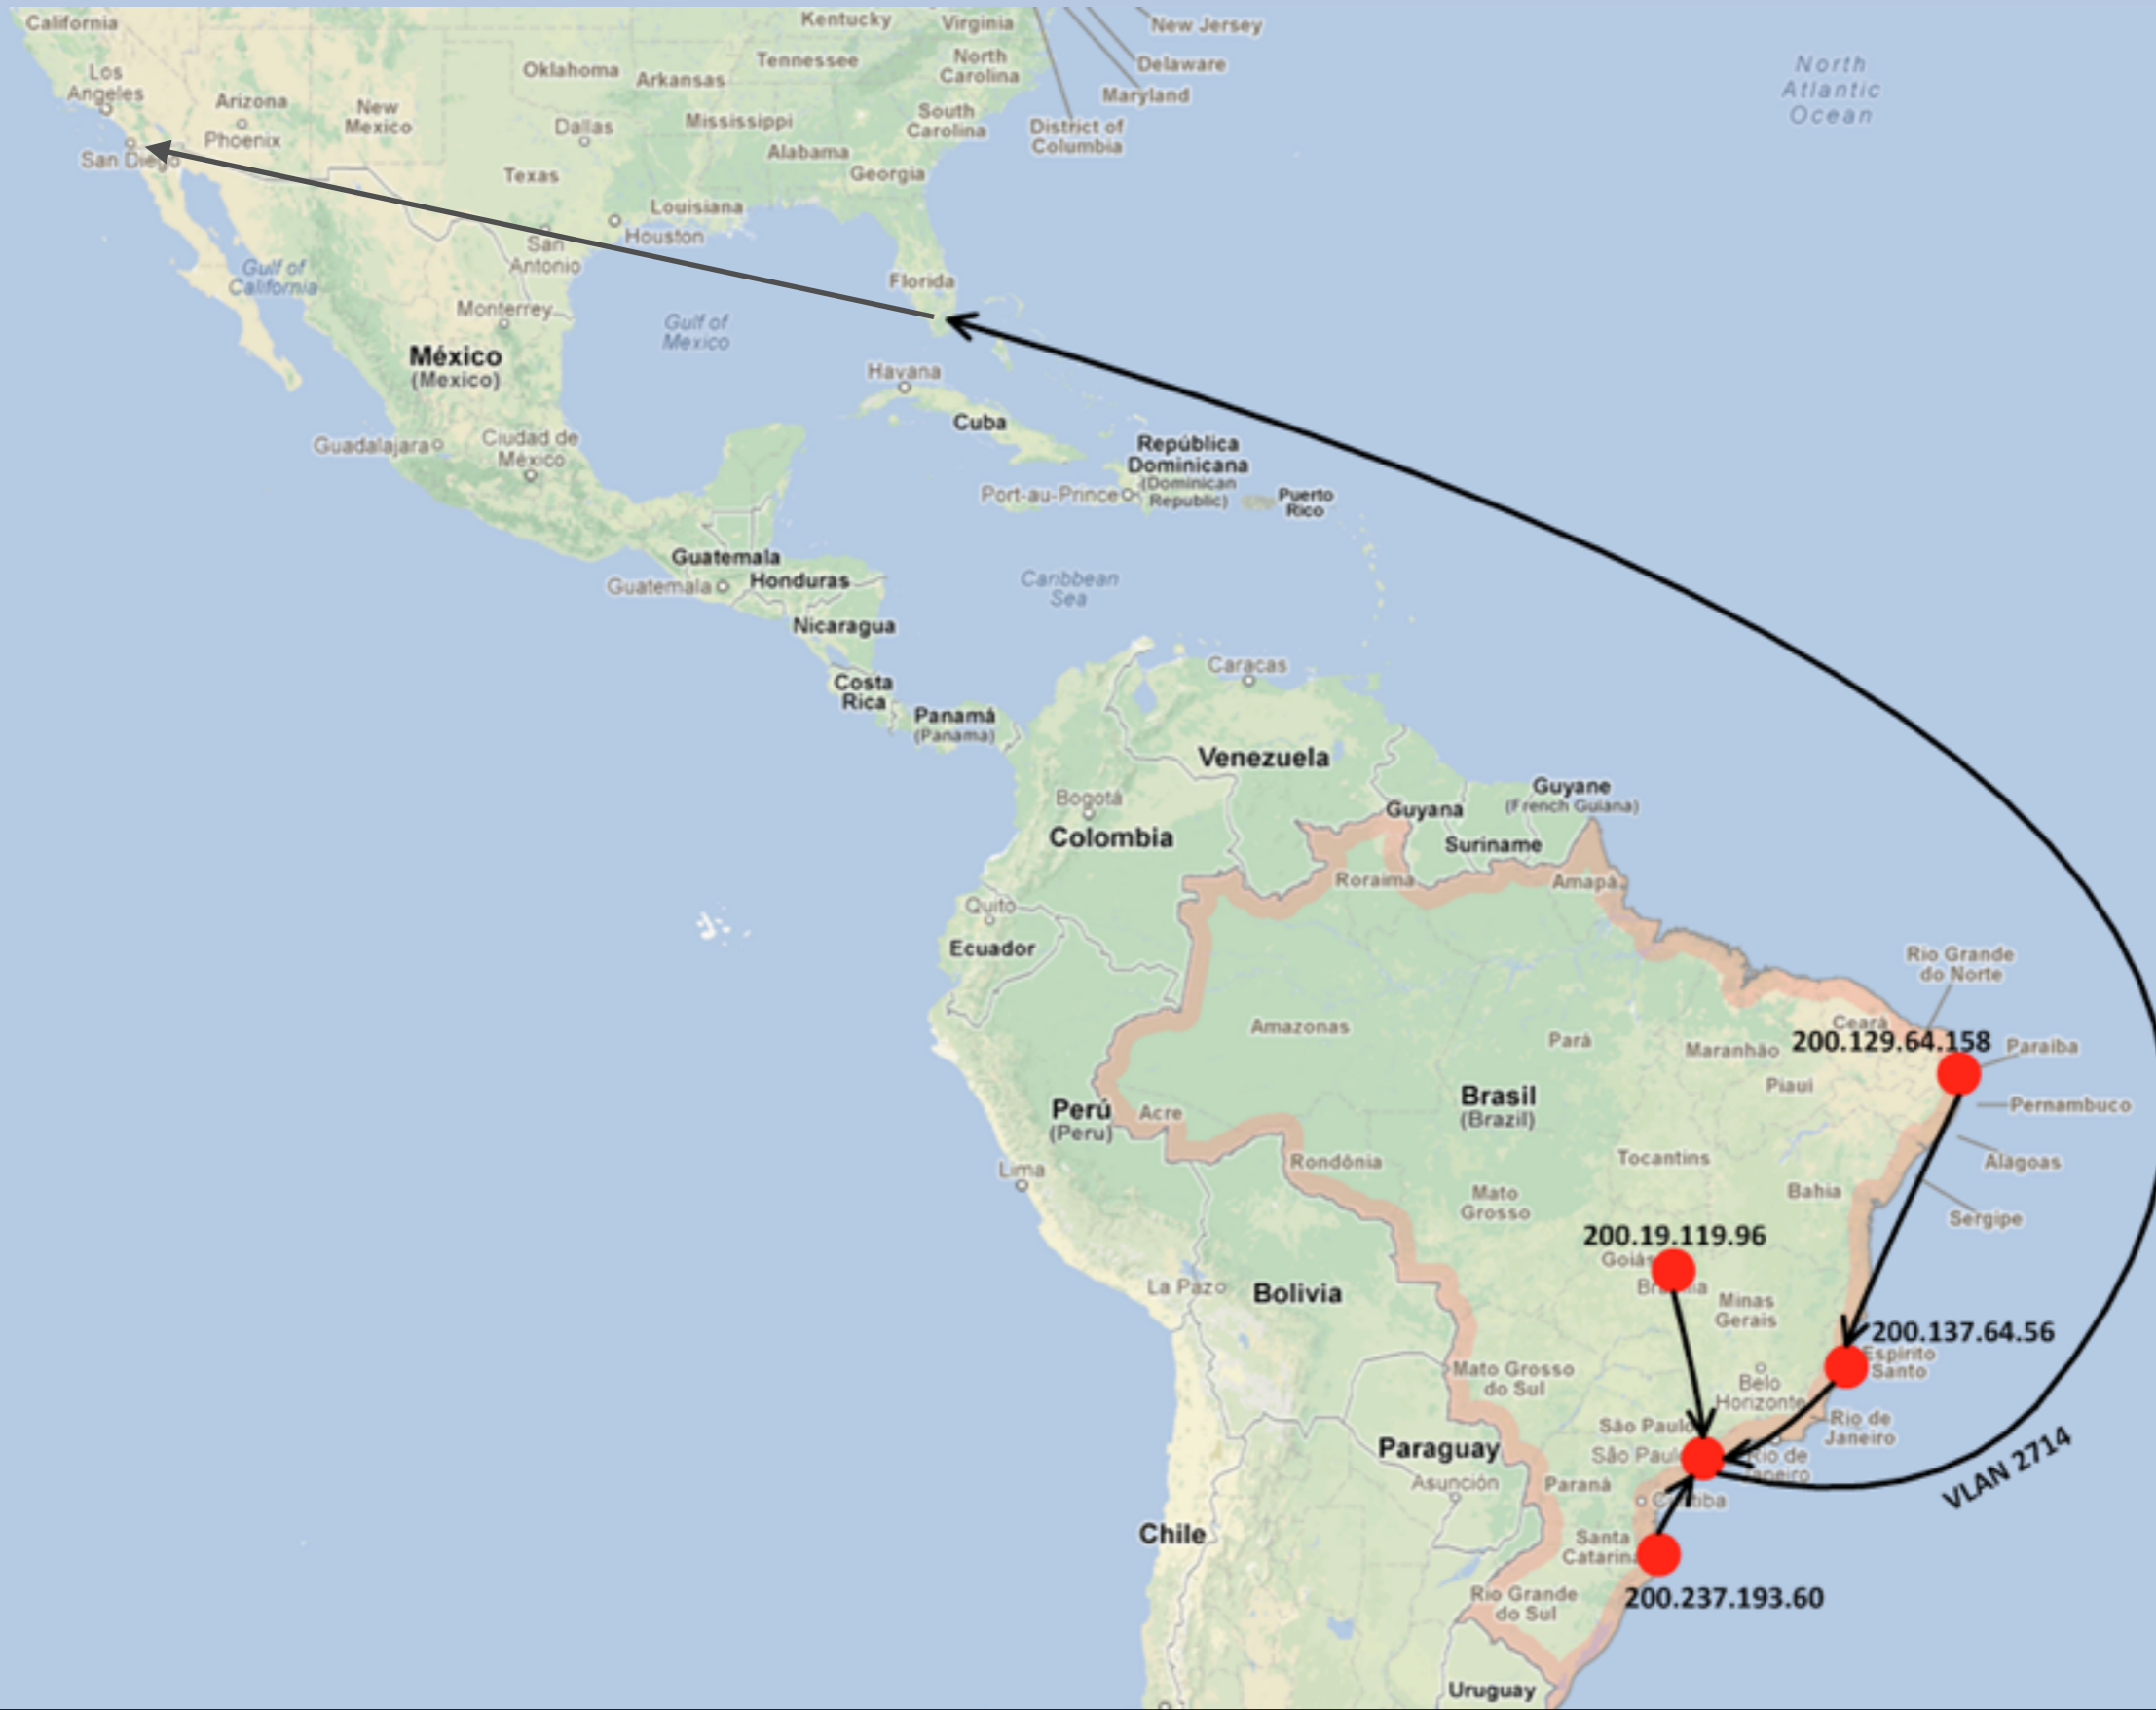 California
Kentucky
Virginia
New Jersey
Los
Angeles
Oklahoma
Arkansas
Tennessee
North
Carolina
Delaware
Maryland
North
Atlantic
Ocean
Arizona
Phoenix
New
Mexico
Dallas
Mississippi
South
Carolina
District of
Columbia
San Diego
Alabama
Georgia
Texas
Louisiana
Houston
San
Antonio
Gulf of
California
Florida
Monterrey
Gulf of
Mexico
México
(Mexico)
Havana
Cuba
Guadalajara
Ciudad de
México
República
Dominicana
(Dominican
Republic)
Port-au-Prince
Puerto
Rico
Guatemala
Guatemala
Honduras
Caribbean
Sea
Nicaragua
Costa
Rica
Caracas
Panamá
(Panama)
Venezuela
Bogotá
Colombia
Guyana
Guyane
(French Guiana)
Suriname
Roraima
Amapá
Quito
Ecuador
Rio Grande
do Norte
Amazonas
Pará
Maranhão
Ceará
200.129.64.158
Paraíba
Piauí
Perú
(Peru)
Acre
Brasil
(Brazil)
Pernambuco
Lima
Rondônia
Tocantins
Alagoas
Mato
Grosso
Bahia
Sergipe
200.19.119.96
Goiás
La Paz
Bolivia
Minas
Gerais
200.137.64.56
Espírito
Santo
Mato Grosso
do Sul
Belo
Horizonte
São Paulo
São Paul
Rio de
Janeiro
Rio de
aneiro
VLAN 2714
Paraguay
Asunción
Paraná
Chile
Santa
Catarin
Rio Grande
do Sul
200.237.193.60
Uruguay